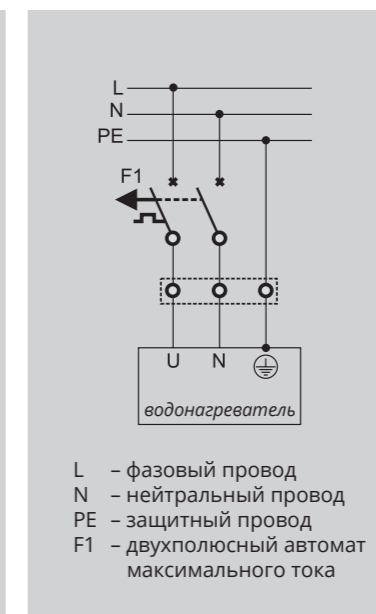 L
N
PE
F1
U N
водонагреватель
L – фазовый провод
N – нейтральный провод
PE – защитный провод
F1 – двухполюсный автомат
максимального тока